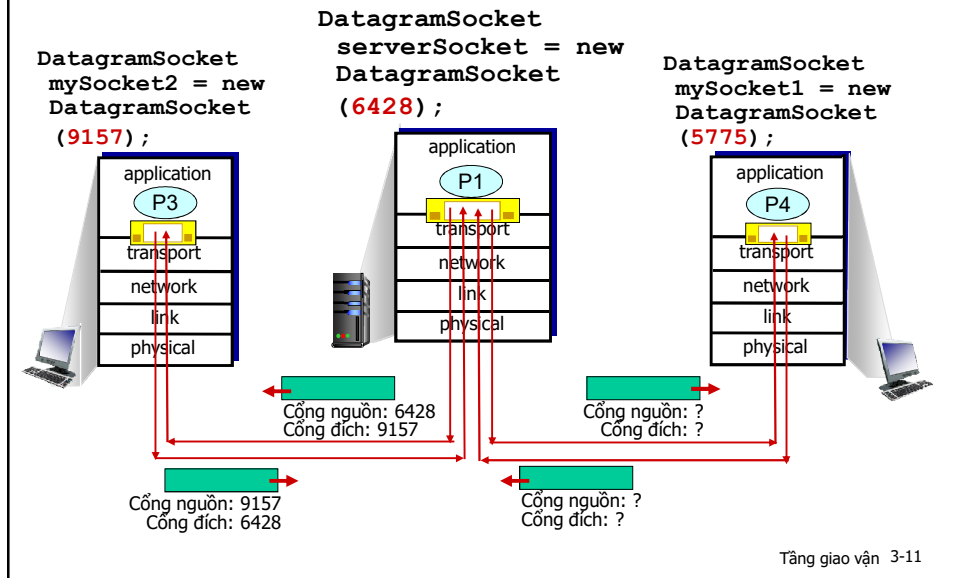 DatagramSocket
serverSocket = new
DatagramSocket
(6428);
DatagramSocket
mySocket2 = new
DatagramSocket
(9157);
DatagramSocket
mySocket1 = new
DatagramSocket
(5775);
application
P3
transport
network
link
physical
application
P1
transport
network
link
physical
application
P4
transport
network
link
physical
Cổng nguồn: 6428
Cổng đích: 9157
Cổng nguồn: ?
Cổng đích: ?
Cổng nguồn: 9157
Cổng đích: 6428
Cổng nguồn: ?
Cổng đích: ?
Tầng giao vận 3-11